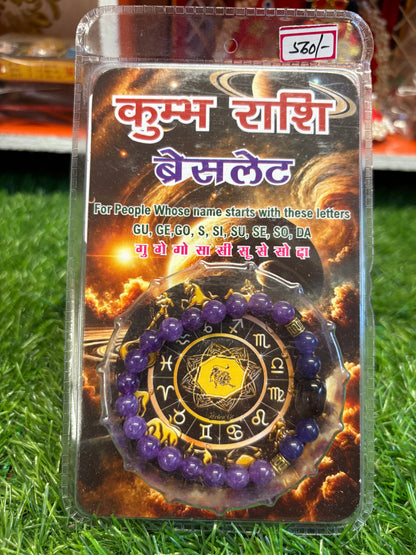 560/-
कुम्भ राशि
ब्रेसलेट
For People Whose name starts with these letters
GU, GE,GO, S, SI, SU, SE, SO, DA
गु गे गो सा सी सु से सो दा